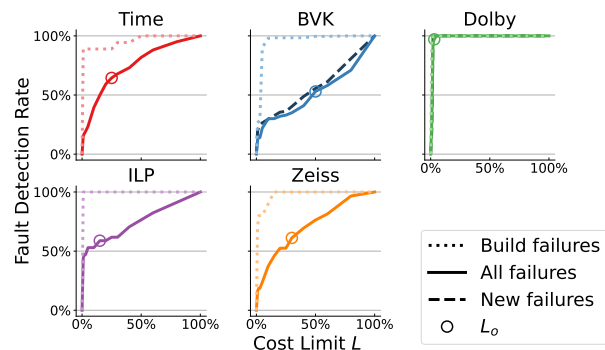 Time
BVK
Dolby
100%
50%
0%
0% 50% 100%
ILP
Zeiss
100%
50%
0%
0% 50% 100%
0% 50% 100%
Fault Detection Rate
Cost Limit L
Build failures
All failures
New failures
Lₒ